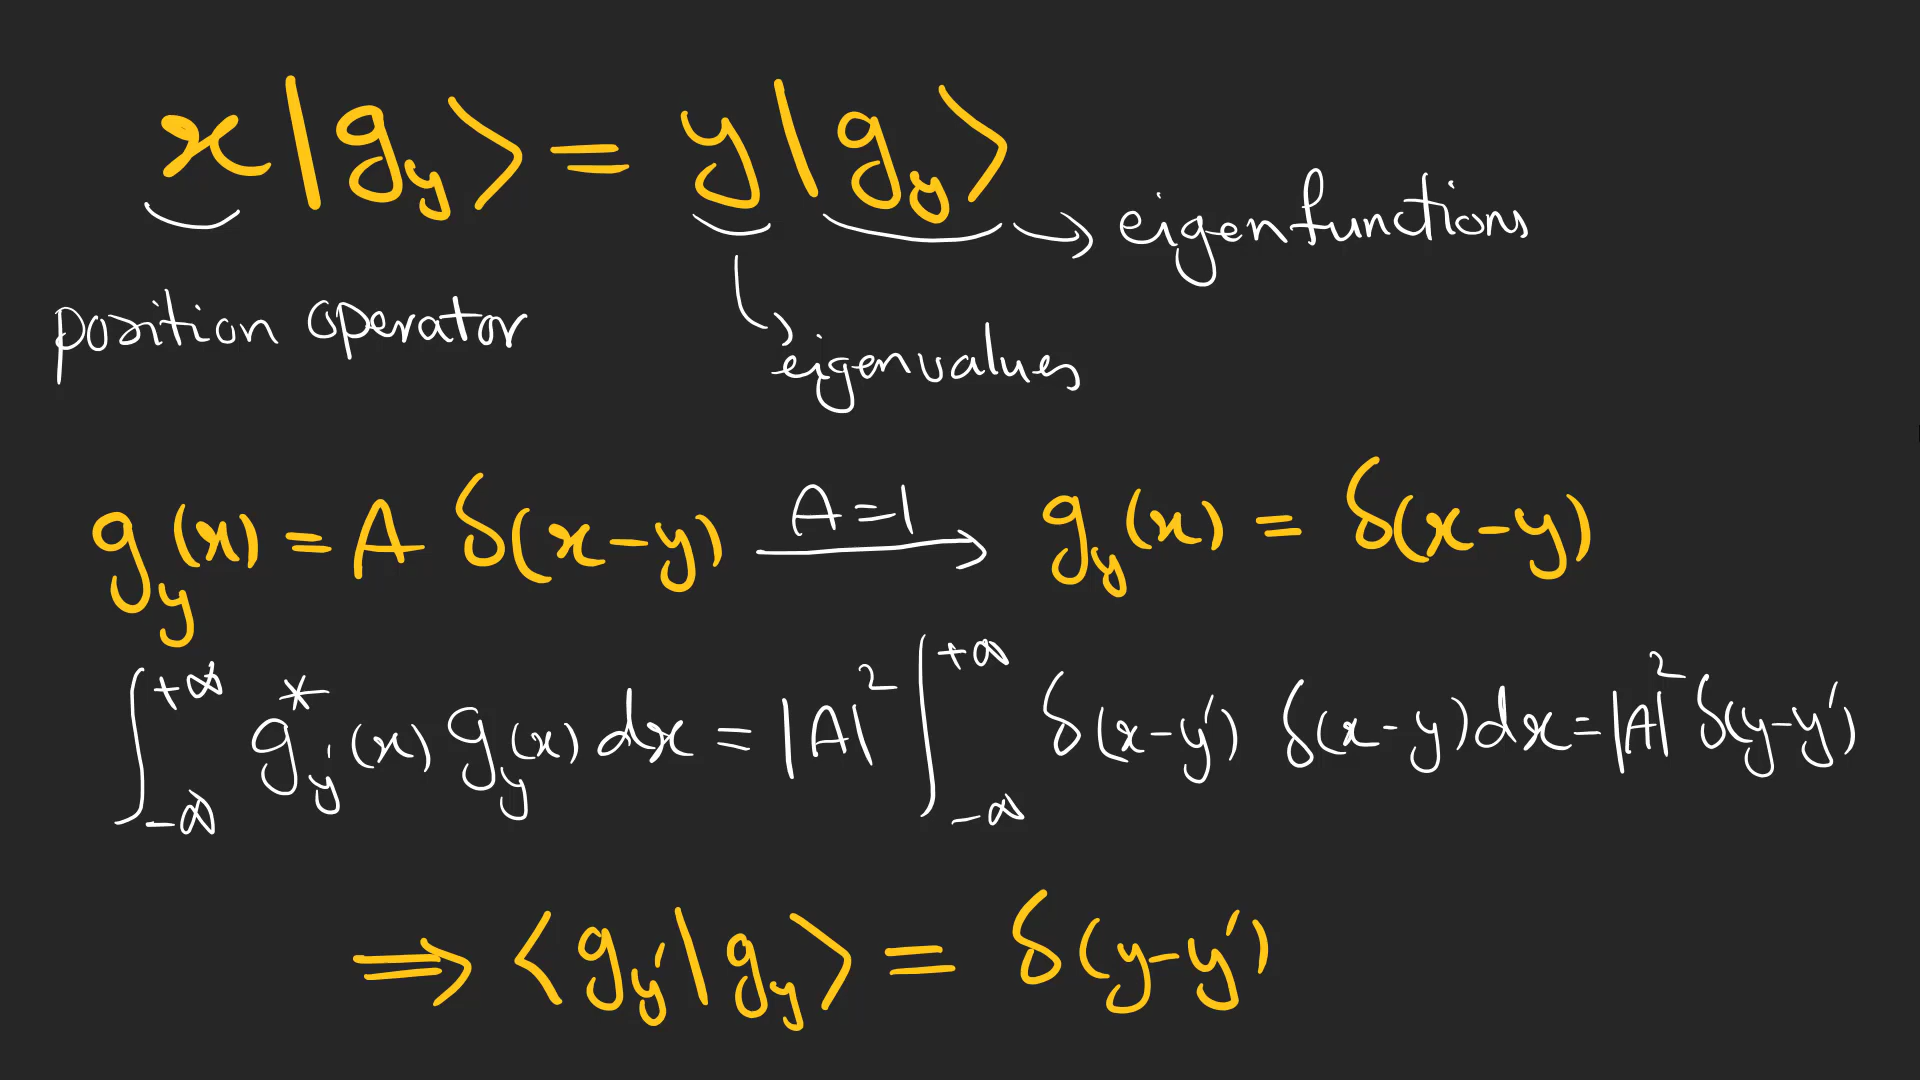 x|g_y⟩ = y|g_y⟩
→ eigenfunctions
position operator
eigenvalues
g_y(x) = A δ(x-y) A=1 → g_y(x) = δ(x-y)
∫_{-∞}^{+∞} g*_{y'}(x) g_y(x) dx = |A|² ∫_{-∞}^{+∞} δ(x-y') δ(x-y)dx = |A|² δ(y-y')
⇒ ⟨g_{y'}|g_y⟩ = δ(y-y')